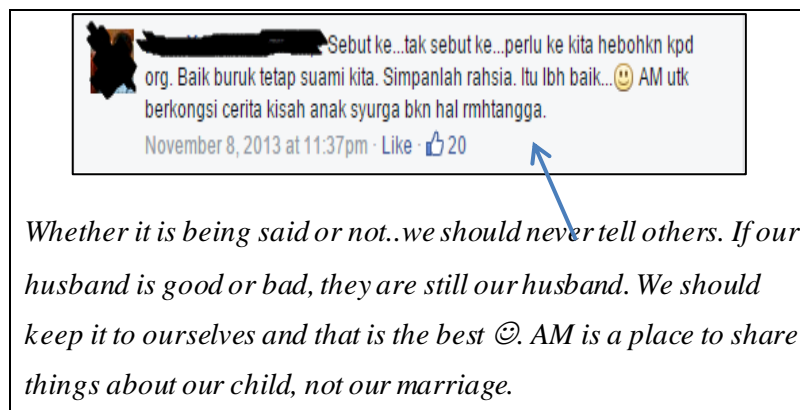 Sebut ke...tak sebut ke...perlu ke kita hebohkn kpd
org. Baik buruk tetap suami kita. Simpanlah rahsia. Itu lbh baik...🙂 AM utk
berkongsi cerita kisah anak syurga bkn hal rmhtangga.
November 8, 2013 at 11:37pm · Like · 👍 20
Whether it is being said or not..we should never tell others. If our
husband is good or bad, they are still our husband. We should
keep it to ourselves and that is the best ☺. AM is a place to share
things about our child, not our marriage.